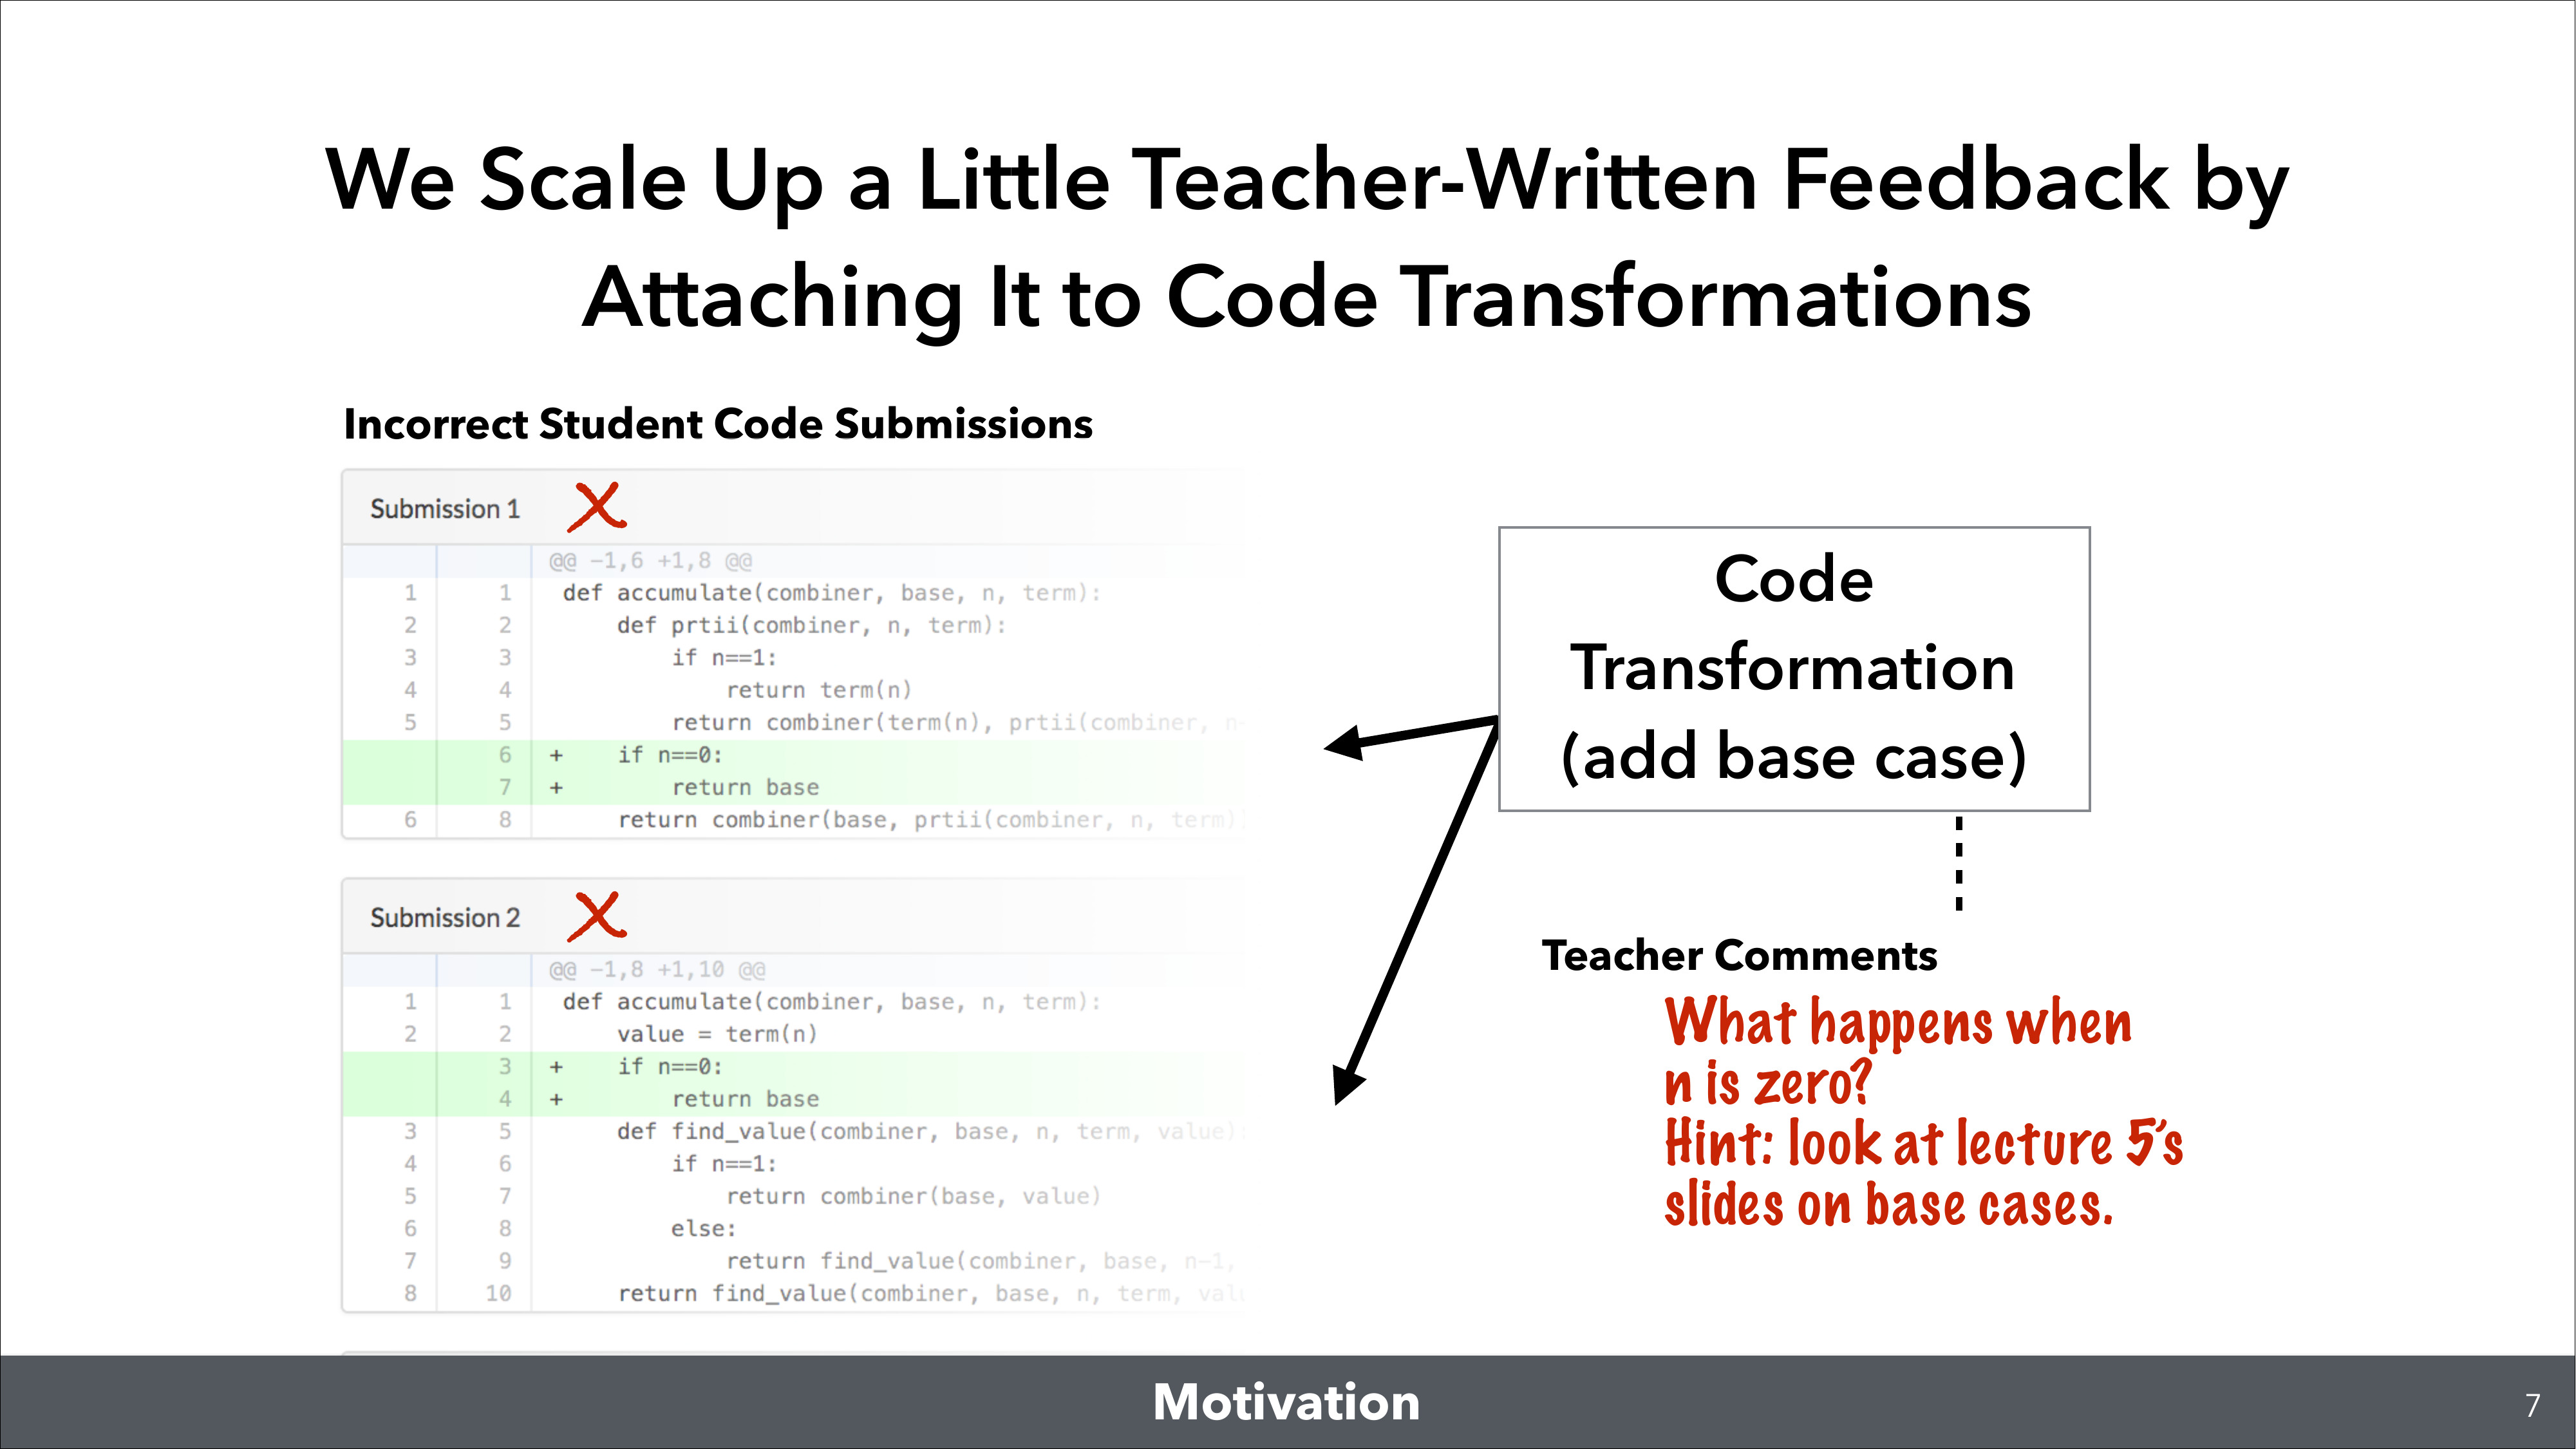 We Scale Up a Little Teacher-Written Feedback by
Attaching It to Code Transformations
Incorrect Student Code Submissions
Submission 1
@@ -1,6 +1,8 @@
1 1 def accumulate(combiner, base, n, term):
2 2 def prtii(combiner, n, term):
3 3 if n==1:
4 4 return term(n)
5 5 return combiner(term(n), prtii(combiner, n-
6 + if n==0:
7 + return base
6 8 return combiner(base, prtii(combiner, n, term)
Submission 2
@@ -1,8 +1,10 @@
1 1 def accumulate(combiner, base, n, term):
2 2 value = term(n)
3 + if n==0:
4 + return base
3 5 def find_value(combiner, base, n, term, value):
4 6 if n==1:
5 7 return combiner(base, value)
6 8 else:
7 9 return find_value(combiner, base, n-1,
8 10 return find_value(combiner, base, n, term,
Code
Transformation
(add base case)
Teacher Comments
What happens when
n is zero?
Hint: look at lecture 5's
slides on base cases.
Motivation
7